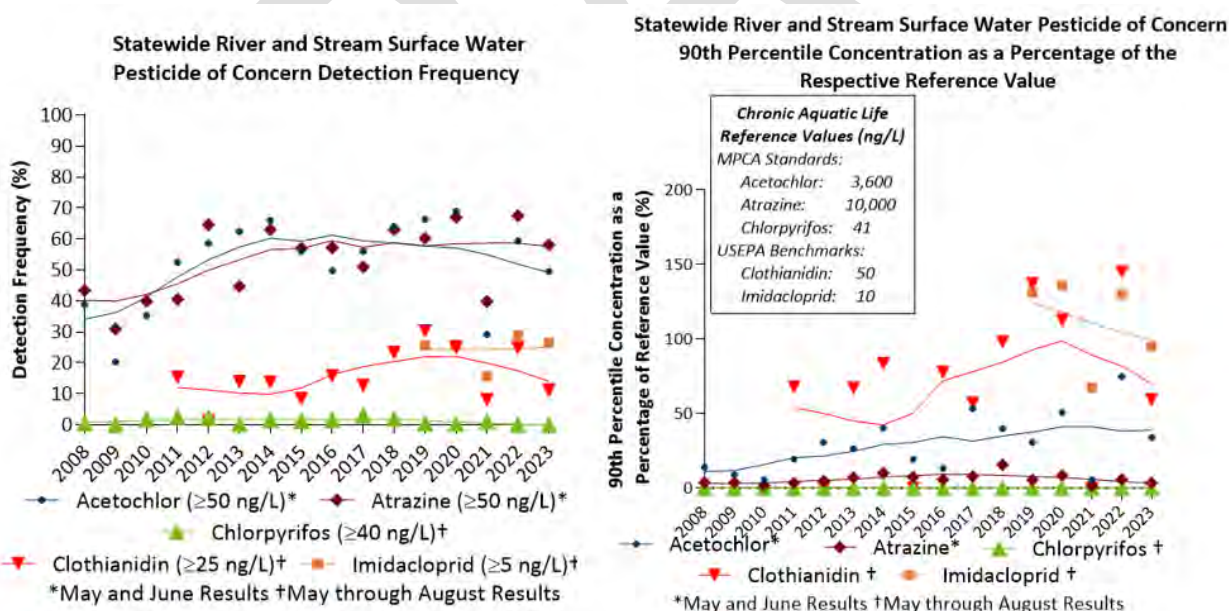 Statewide River and Stream Surface Water
Pesticide of Concern Detection Frequency
Detection Frequency (%)
100
90
80
70
60
50
40
30
20
10
0
2008
2009
2010
2011
2012
2013
2014
2015
2016
2017
2018
2019
2020
2021
2022
2023
Acetochlor (≥50 ng/L)*
Atrazine (≥50 ng/L)*
Chlorpyrifos (≥40 ng/L)†
Clothianidin (≥25 ng/L)†
Imidacloprid (≥5 ng/L)†
*May and June Results †May through August Results
Statewide River and Stream Surface Water Pesticide of Concern
90th Percentile Concentration as a Percentage of the
Respective Reference Value
Chronic Aquatic Life
Reference Values (ng/L)
MPCA Standards:
Acetochlor: 3,600
Atrazine: 10,000
Chlorpyrifos: 41
USEPA Benchmarks:
Clothianidin: 50
Imidacloprid: 10
90th Percentile Concentration as a
Percentage of Reference Value (%)
200
150
100
50
0
2008
2009
2010
2011
2012
2013
2014
2015
2016
2017
2018
2019
2020
2021
2022
2023
Acetochlor*
Atrazine*
Chlorpyrifos †
Clothianidin †
Imidacloprid †
*May and June Results †May through August Results